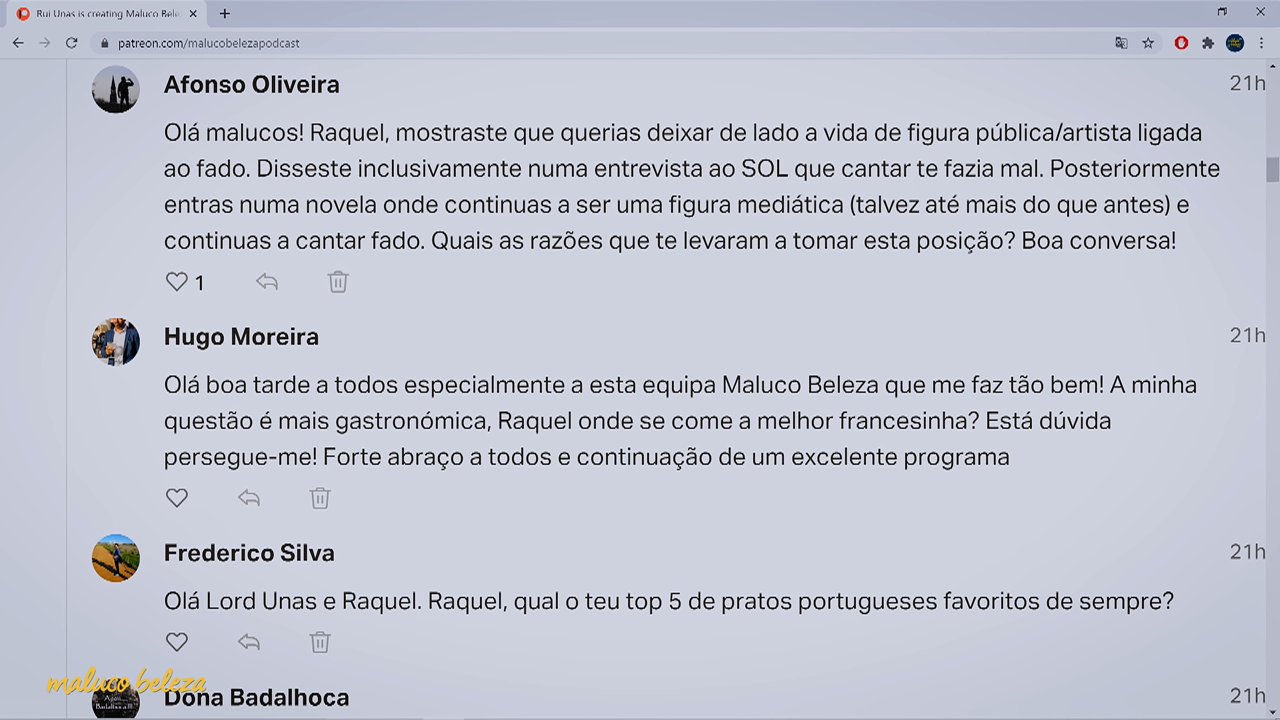 Rui Unas is creating Maluco Bele
patreon.com/malucobelezapodcast
Afonso Oliveira
21h
Olá malucos! Raquel, mostraste que querias deixar de lado a vida de figura pública/artista ligada
ao fado. Disseste inclusivamente numa entrevista ao SOL que cantar te fazia mal. Posteriormente
entras numa novela onde continuas a ser uma figura mediática (talvez até mais do que antes) e
continuas a cantar fado. Quais as razões que te levaram a tomar esta posição? Boa conversa!
1
Hugo Moreira
21h
Olá boa tarde a todos especialmente a esta equipa Maluco Beleza que me faz tão bem! A minha
questão é mais gastronómica, Raquel onde se come a melhor francesinha? Está dúvida
persegue-me! Forte abraço a todos e continuação de um excelente programa
Frederico Silva
21h
Olá Lord Unas e Raquel. Raquel, qual o teu top 5 de pratos portugueses favoritos de sempre?
maluco beleza
Dona Badalhoca
21h